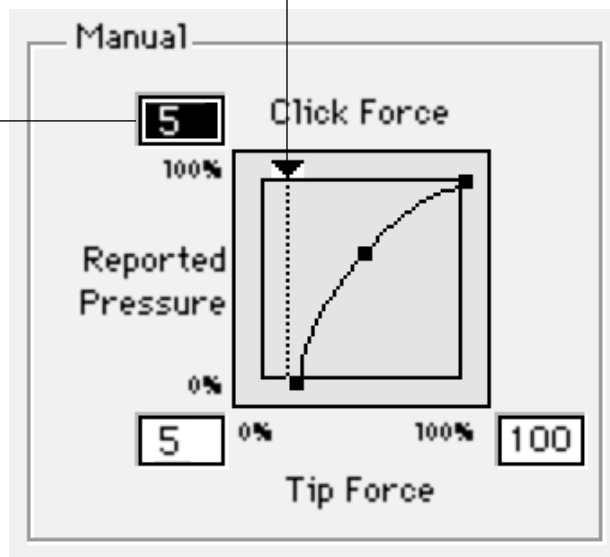 Manual
5 Click Force
100%
Reported
Pressure
0%
5 0% 100% 100
Tip Force